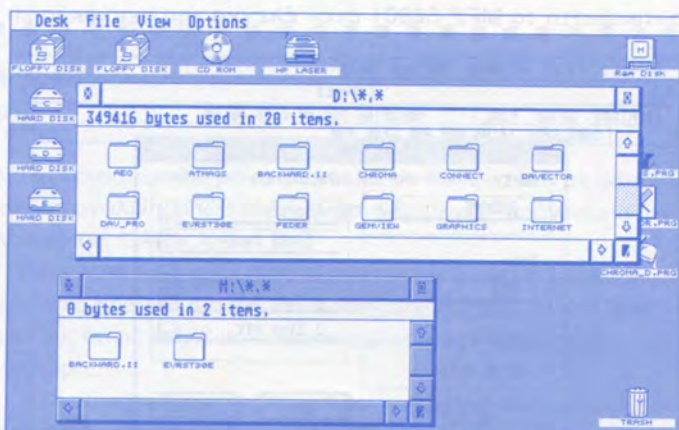 Desk File View Options
FLOPPY DISK FLOPPY DISK CD ROM HP LASER
Ram Disk
HARD DISK
D:\*.*
349416 bytes used in 20 items.
AEO ATMAGS BACKWARD.II CHROMA CONNECT DAVECTOR
HARD DISK
DAV_PRO EVRST30E FEDER GEMVIEW GRAPHICS INTERNET
HARD DISK
CHROMA_D.PRG
M:\*.*
0 bytes used in 2 items.
BACKWARD.II EVRST30E
TRASH